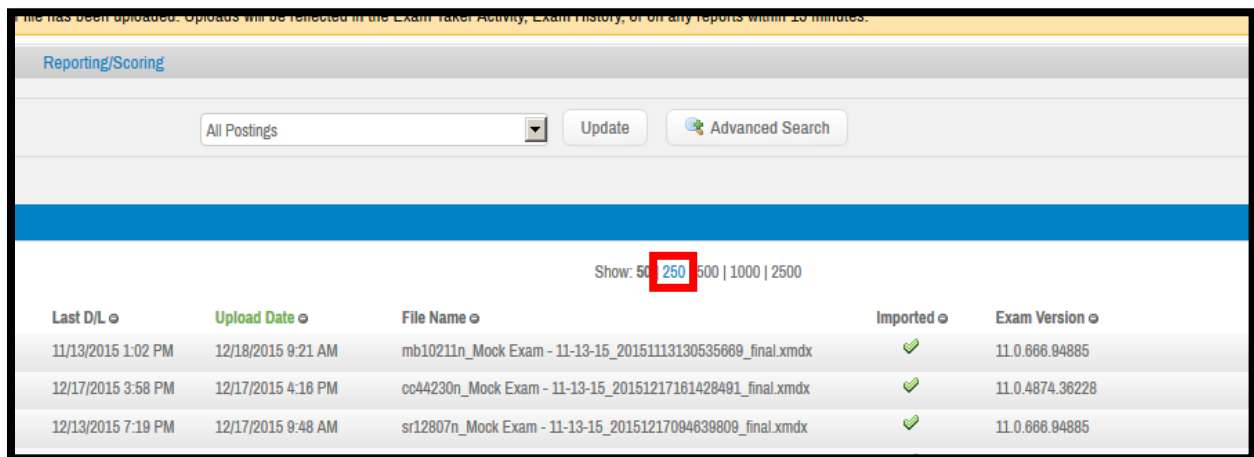 file has been uploaded. Uploads will be reflected in the Exam Taker Activity, Exam History, or on any reports within 15 minutes.
Reporting/Scoring
All Postings Update Advanced Search
Show: 50 | 250 | 500 | 1000 | 2500
Last D/L Upload Date File Name Imported Exam Version
11/13/2015 1:02 PM 12/18/2015 9:21 AM mb10211n_Mock Exam - 11-13-15_20151113130535669_final.xmdx 11.0.666.94885
12/17/2015 3:58 PM 12/17/2015 4:16 PM cc44230n_Mock Exam - 11-13-15_20151217161428491_final.xmdx 11.0.4874.36228
12/13/2015 7:19 PM 12/17/2015 9:48 AM sr12807n_Mock Exam - 11-13-15_20151217094639809_final.xmdx 11.0.666.94885